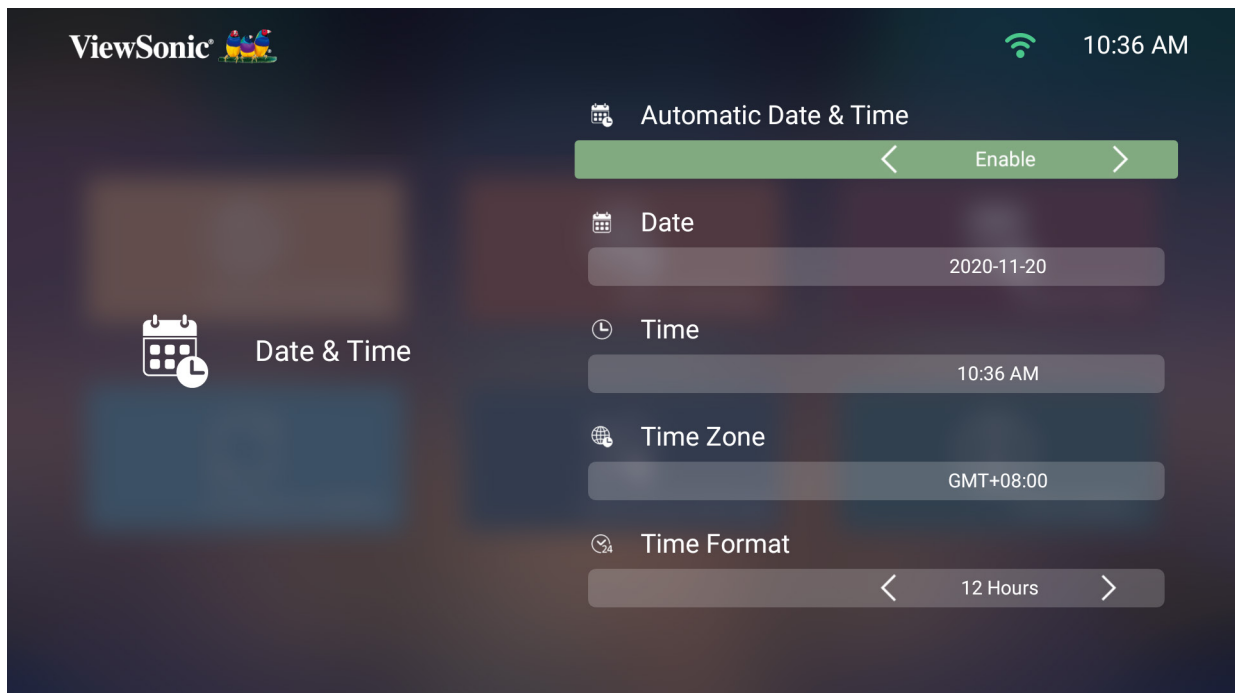 ViewSonic®
10:36 AM
Automatic Date & Time
Enable
Date
2020-11-20
Time
10:36 AM
Date & Time
Time Zone
GMT+08:00
24
Time Format
12 Hours